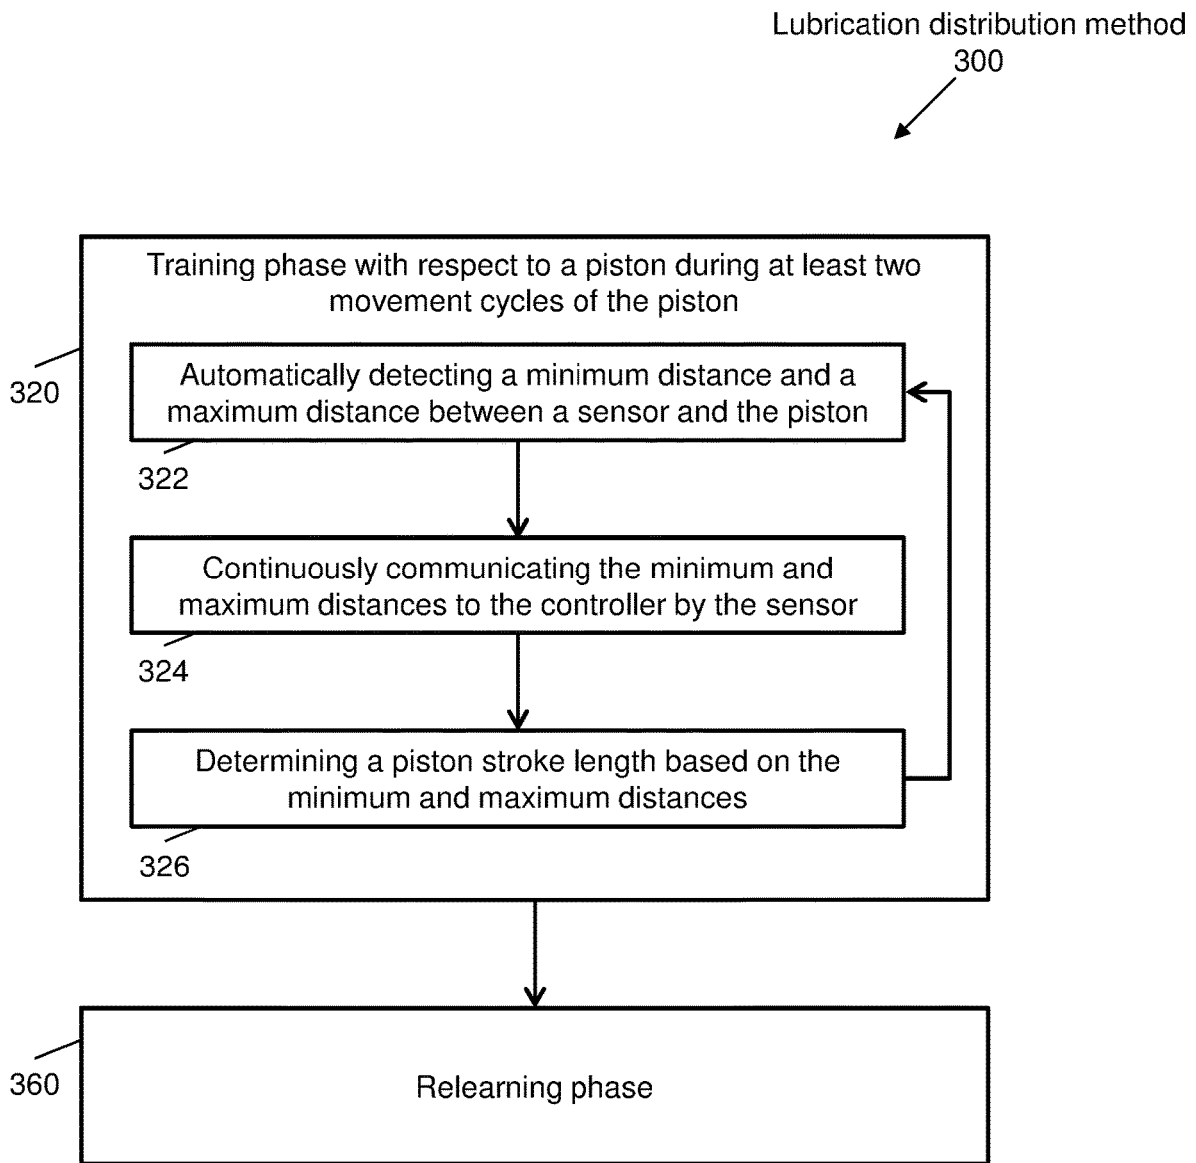 Lubrication distribution method
300
Training phase with respect to a piston during at least two
movement cycles of the piston
320
Automatically detecting a minimum distance and a
maximum distance between a sensor and the piston
322
Continuously communicating the minimum and
maximum distances to the controller by the sensor
324
Determining a piston stroke length based on the
minimum and maximum distances
326
360
Relearning phase